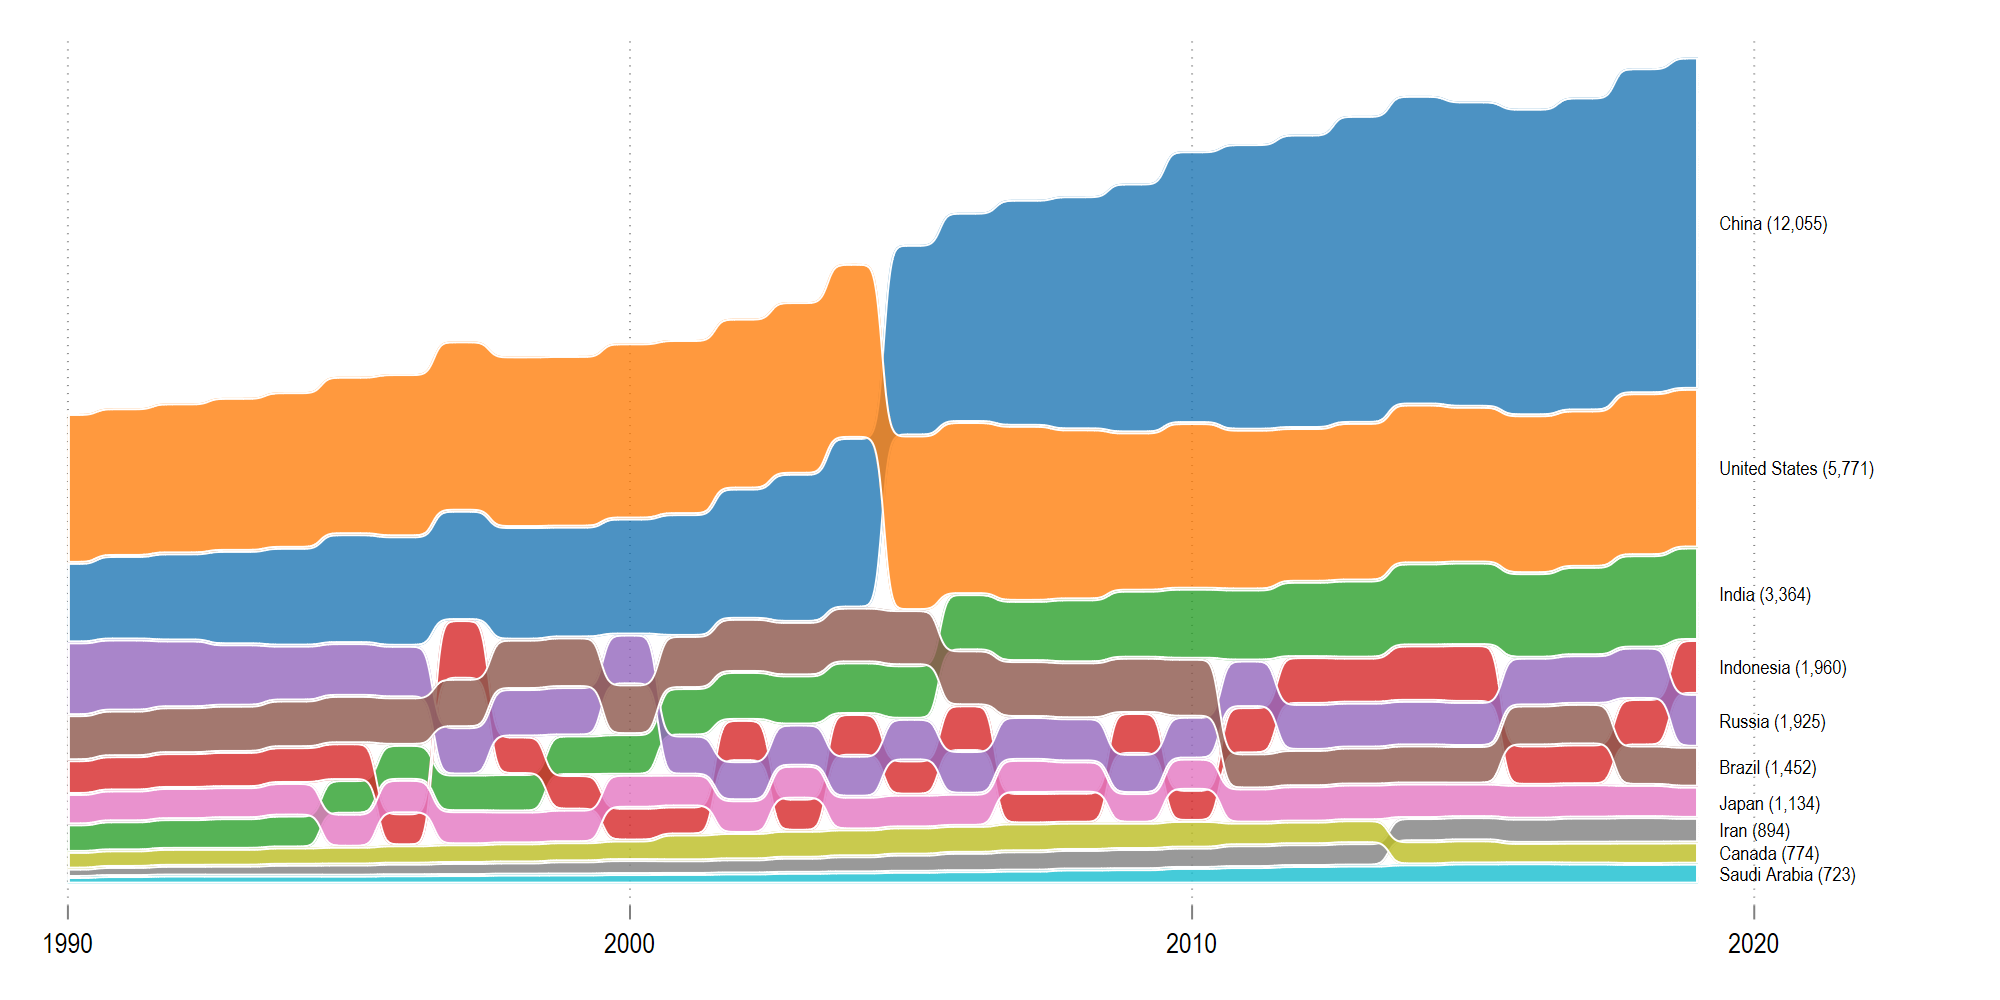 China (12,055)
United States (5,771)
India (3,364)
Indonesia (1,960)
Russia (1,925)
Brazil (1,452)
Japan (1,134)
Iran (894)
Canada (774)
Saudi Arabia (723)
1990 2000 2010 2020